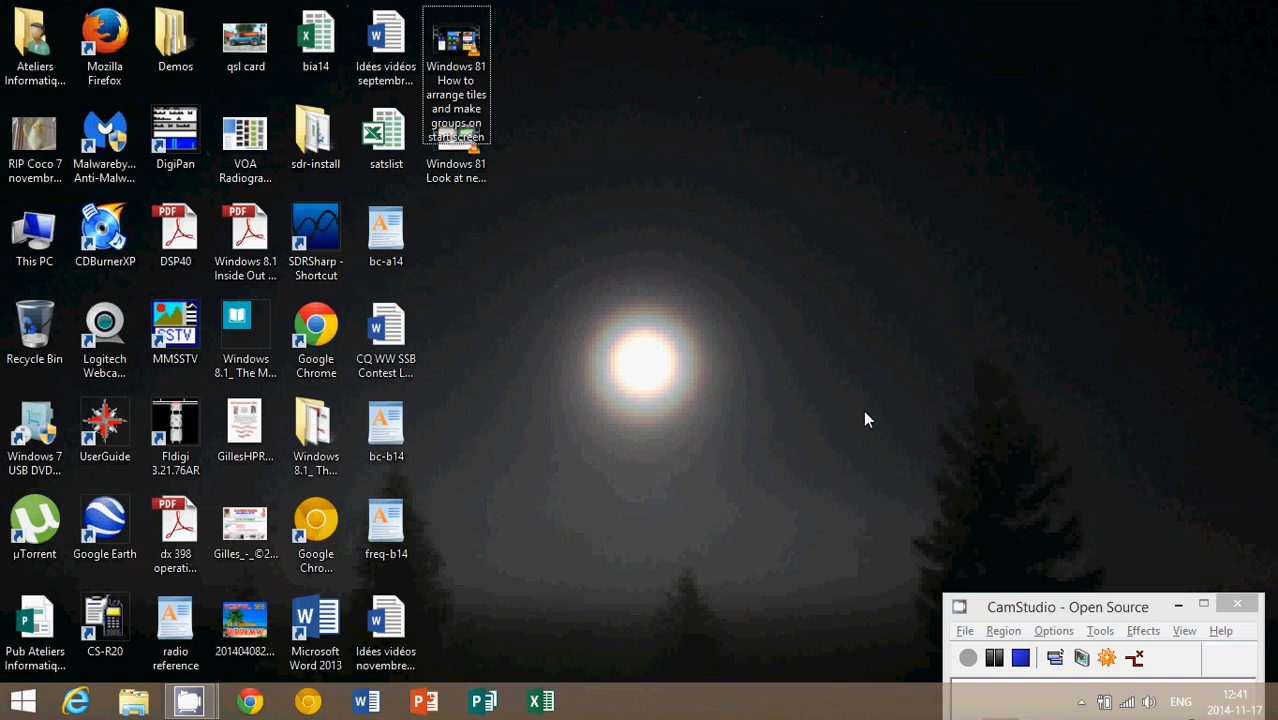 Ateliers
Informatiq...
Mozilla
Firefox
Demos
qsl card
bia14
Idées vidéos
septembr...
Windows 81
How to
arrange tiles
and make
groups on
start screen
RIP Coco 7
novembr...
Malwareby...
Anti-Malw...
DigiPan
VOA
Radiogra...
sdr-install
satslist
Windows 81
Look at ne...
This PC
CDBurnerXP
PDF
DSP40
PDF
Windows 8.1
Inside Out ...
SDRSharp -
Shortcut
bc-a14
Recycle Bin
Logitech
Webca...
SSTV
MMSSTV
Windows
8.1_ The M...
Google
Chrome
CQ WW SSB
Contest L...
Windows 7
USB DVD...
UserGuide
Fldigi
3.21.76AR
GillesHPR...
Windows
8.1_ Th...
bc-b14
µTorrent
Google Earth
PDF
dx 398
operati...
Gilles_-_©2...
Google
Chro...
freq-b14
Pub Ateliers
Informatiq...
CS-R20
radio
reference
201404082...
Microsoft
Word 2013
Idées vidéos
novembre...
CamStudio - Open Source
File Region Options Tools Effects View Help
ENG
12:41
2014-11-17